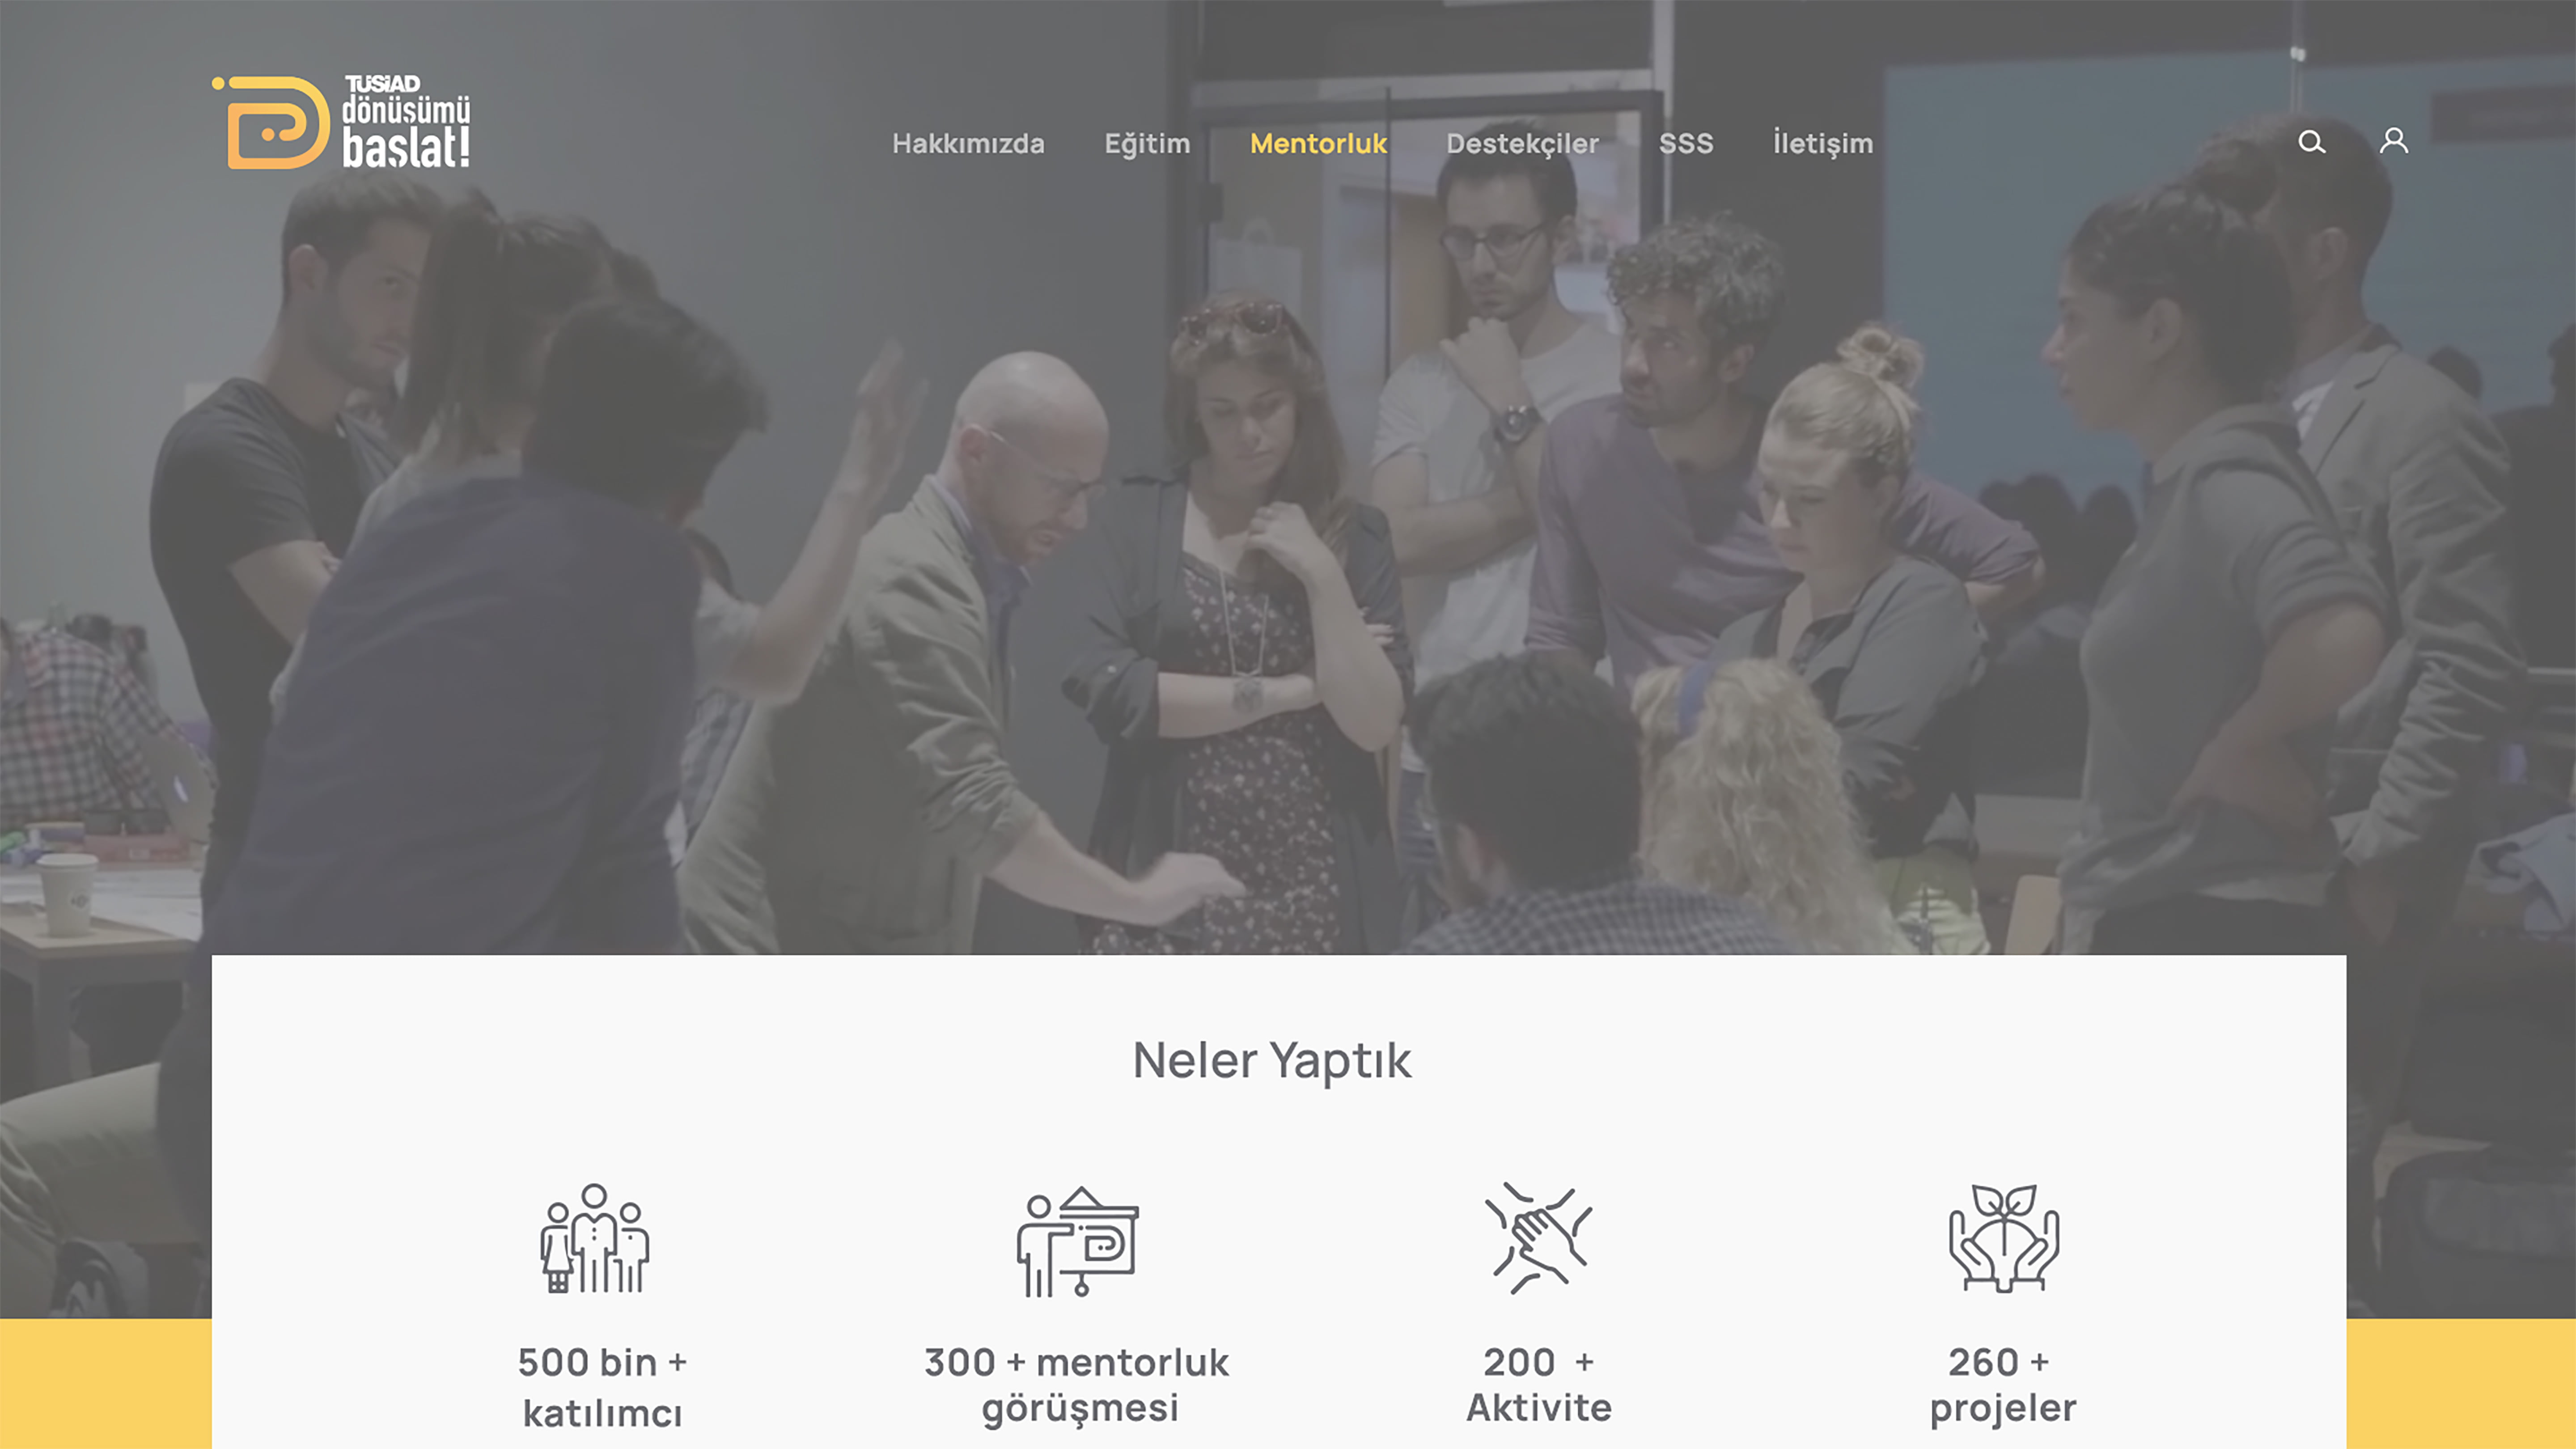 TÜSİAD
dönüşümü
başlat!
Hakkımızda Eğitim Mentorluk Destekçiler SSS İletişim
Neler Yaptık
500 bin +
katılımcı
300 + mentorluk
görüşmesi
200 +
Aktivite
260 +
projeler